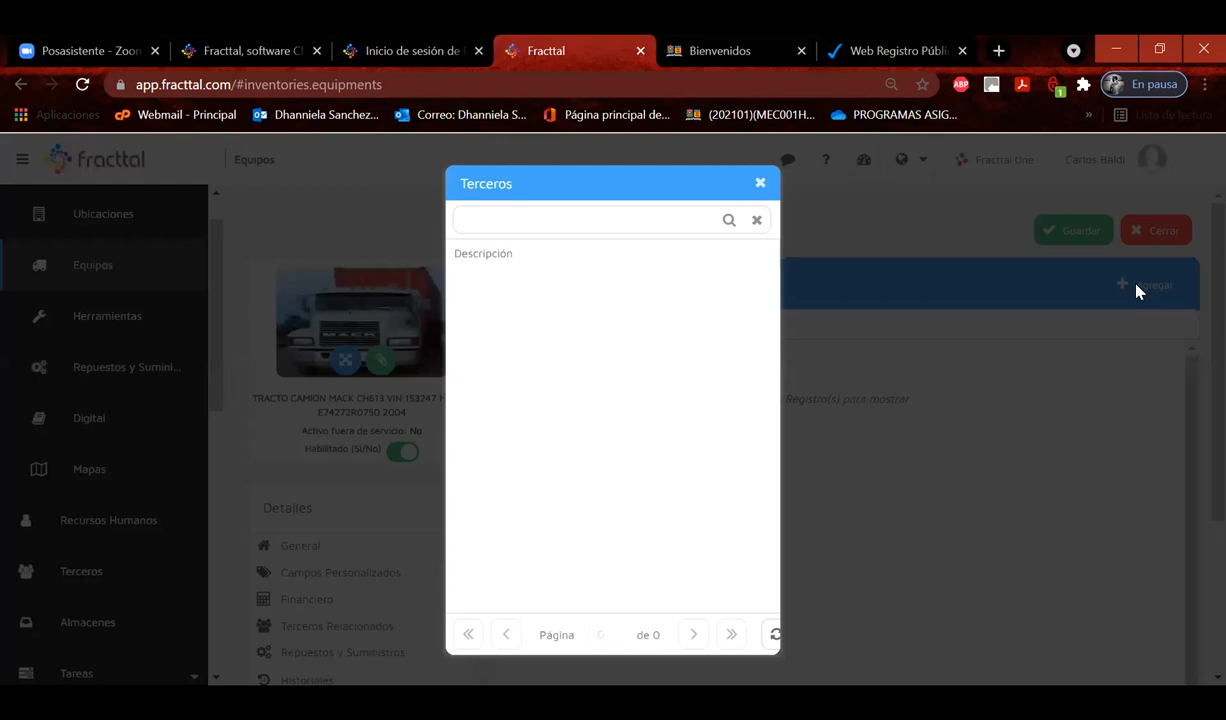 Posasistente - Zoom
Fracttal, software C
Inicio de sesión de
Fracttal
Bienvenidos
Web Registro Públi
app.fracttal.com/#inventories.equipments
ABP
1
En pausa
Aplicaciones
Webmail - Principal
Dhanniela Sanchez...
Correo: Dhanniela S...
Página principal de...
(202101)(MEC001H...
PROGRAMAS ASIG...
»
Lista de lectura
fracttal
Equipos
?
Fracttal One
Carlos Baldi
Ubicaciones
Equipos
Herramientas
Repuestos y Sumini...
Digital
Mapas
Recursos Humanos
Terceros
Almacenes
Tareas
MACK
TRACTO CAMION MACK CH613 VIN 153247
E74272R0750 2004
Activo fuera de servicio: No
Habilitado (Si/No)
Detalles
General
Campos Personalizados
Financiero
Terceros Relacionados
Repuestos y Suministros
Historiales
Terceros
Descripción
Página 0 de 0
Guardar
Cerrar
Registro(s) para mostrar